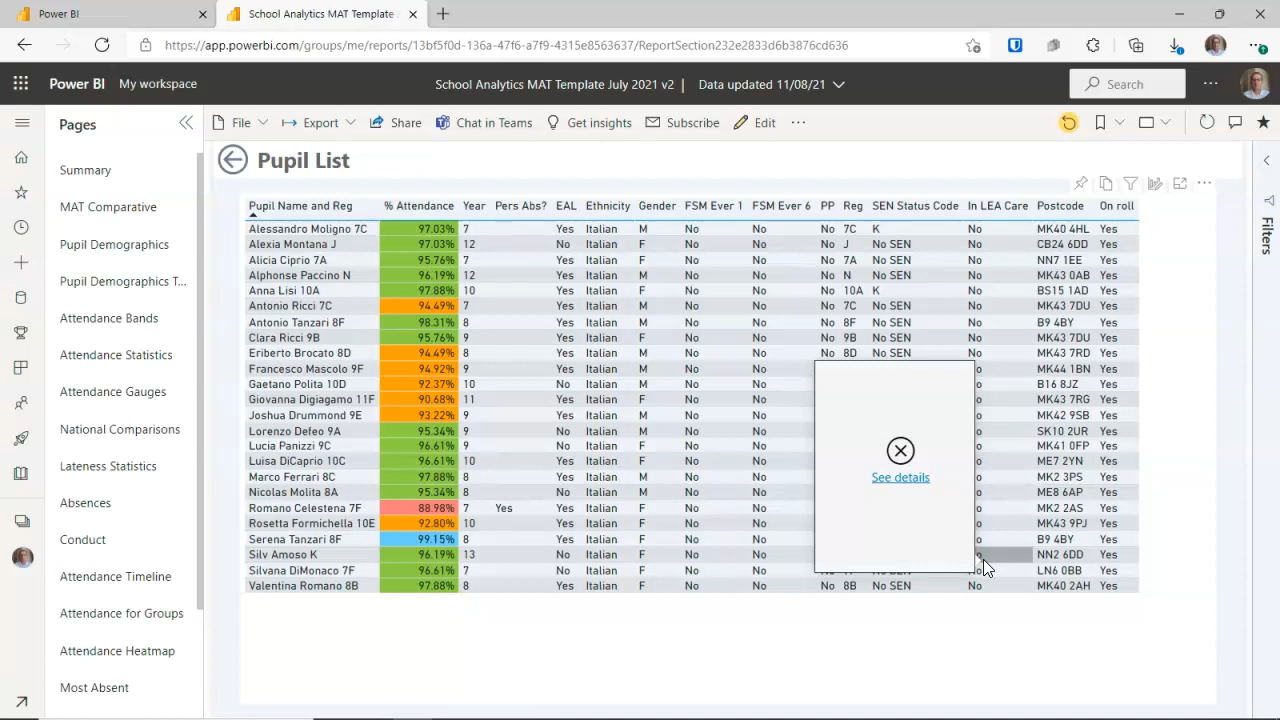 Power BI
School Analytics MAT Template
https://app.powerbi.com/groups/me/reports/13bf5f0d-136a-47f6-a7f9-4315e8563637/ReportSection232e2833d6b3876cd636
Power BI My workspace School Analytics MAT Template July 2021 v2 | Data updated 11/08/21 Search
Pages
File Export Share Chat in Teams Get insights Subscribe Edit
Pupil List
Summary
MAT Comparative
Pupil Demographics
Pupil Demographics T...
Attendance Bands
Attendance Statistics
Attendance Gauges
National Comparisons
Lateness Statistics
Absences
Conduct
Attendance Timeline
Attendance for Groups
Attendance Heatmap
Most Absent
Pupil Name and Reg % Attendance Year Pers Abs? EAL Ethnicity Gender FSM Ever 1 FSM Ever 6 PP Reg SEN Status Code In LEA Care Postcode On roll
Alessandro Moligno 7C 97.03% 7 Yes Italian M No No No 7C K No MK40 4HL Yes
Alexia Montana J 97.03% 12 No Italian F No No No J No SEN No CB24 6DD Yes
Alicia Ciprio 7A 95.76% 7 Yes Italian F No No No 7A No SEN No NN7 1EE Yes
Alphonse Paccino N 96.19% 12 Yes Italian M No No No N No SEN No MK43 0AB Yes
Anna Lisi 10A 97.88% 10 Yes Italian F No No No 10A K No BS15 1AD Yes
Antonio Ricci 7C 94.49% 7 Yes Italian M No No No 7C No SEN No MK43 7DU Yes
Antonio Tanzari 8F 98.31% 8 Yes Italian M No No No 8F No SEN No B9 4BY Yes
Clara Ricci 9B 95.76% 9 Yes Italian F No No No 9B No SEN No MK43 7DU Yes
Eriberto Brocato 8D 94.49% 8 Yes Italian M No No No 8D No SEN No MK43 7RD Yes
Francesco Mascolo 9F 94.92% 9 Yes Italian M No No MK44 1BN Yes
Gaetano Polita 10D 92.37% 10 No Italian M No No B16 8JZ Yes
Giovanna Digiagamo 11F 90.68% 11 Yes Italian F No No MK43 7RG Yes
Joshua Drummond 9E 93.22% 9 Yes Italian M No No MK42 9SB Yes
Lorenzo Defeo 9A 95.34% 9 No Italian M No No SK10 2UR Yes
Lucia Panizzi 9C 96.61% 9 No Italian F No No MK41 0FP Yes
Luisa DiCaprio 10C 96.61% 10 Yes Italian F No No ME7 2YN Yes
Marco Ferrari 8C 97.88% 8 Yes Italian M No No MK2 3PS Yes
Nicolas Molita 8A 95.34% 8 No Italian M No No ME8 6AP Yes
Romano Celestena 7F 88.98% 7 Yes Yes Italian F No No MK2 2AS Yes
Rosetta Formichella 10E 92.80% 10 Yes Italian F No No MK43 9PJ Yes
Serena Tanzari 8F 99.15% 8 Yes Italian F No No B9 4BY Yes
Silv Amoso K 96.19% 13 No Italian F No No NN2 6DD Yes
Silvana DiMonaco 7F 96.61% 7 No Italian F No No LN6 0BB Yes
Valentina Romano 8B 97.88% 8 Yes Italian F No No No 8B No SEN No MK40 2AH Yes
See details
Filters